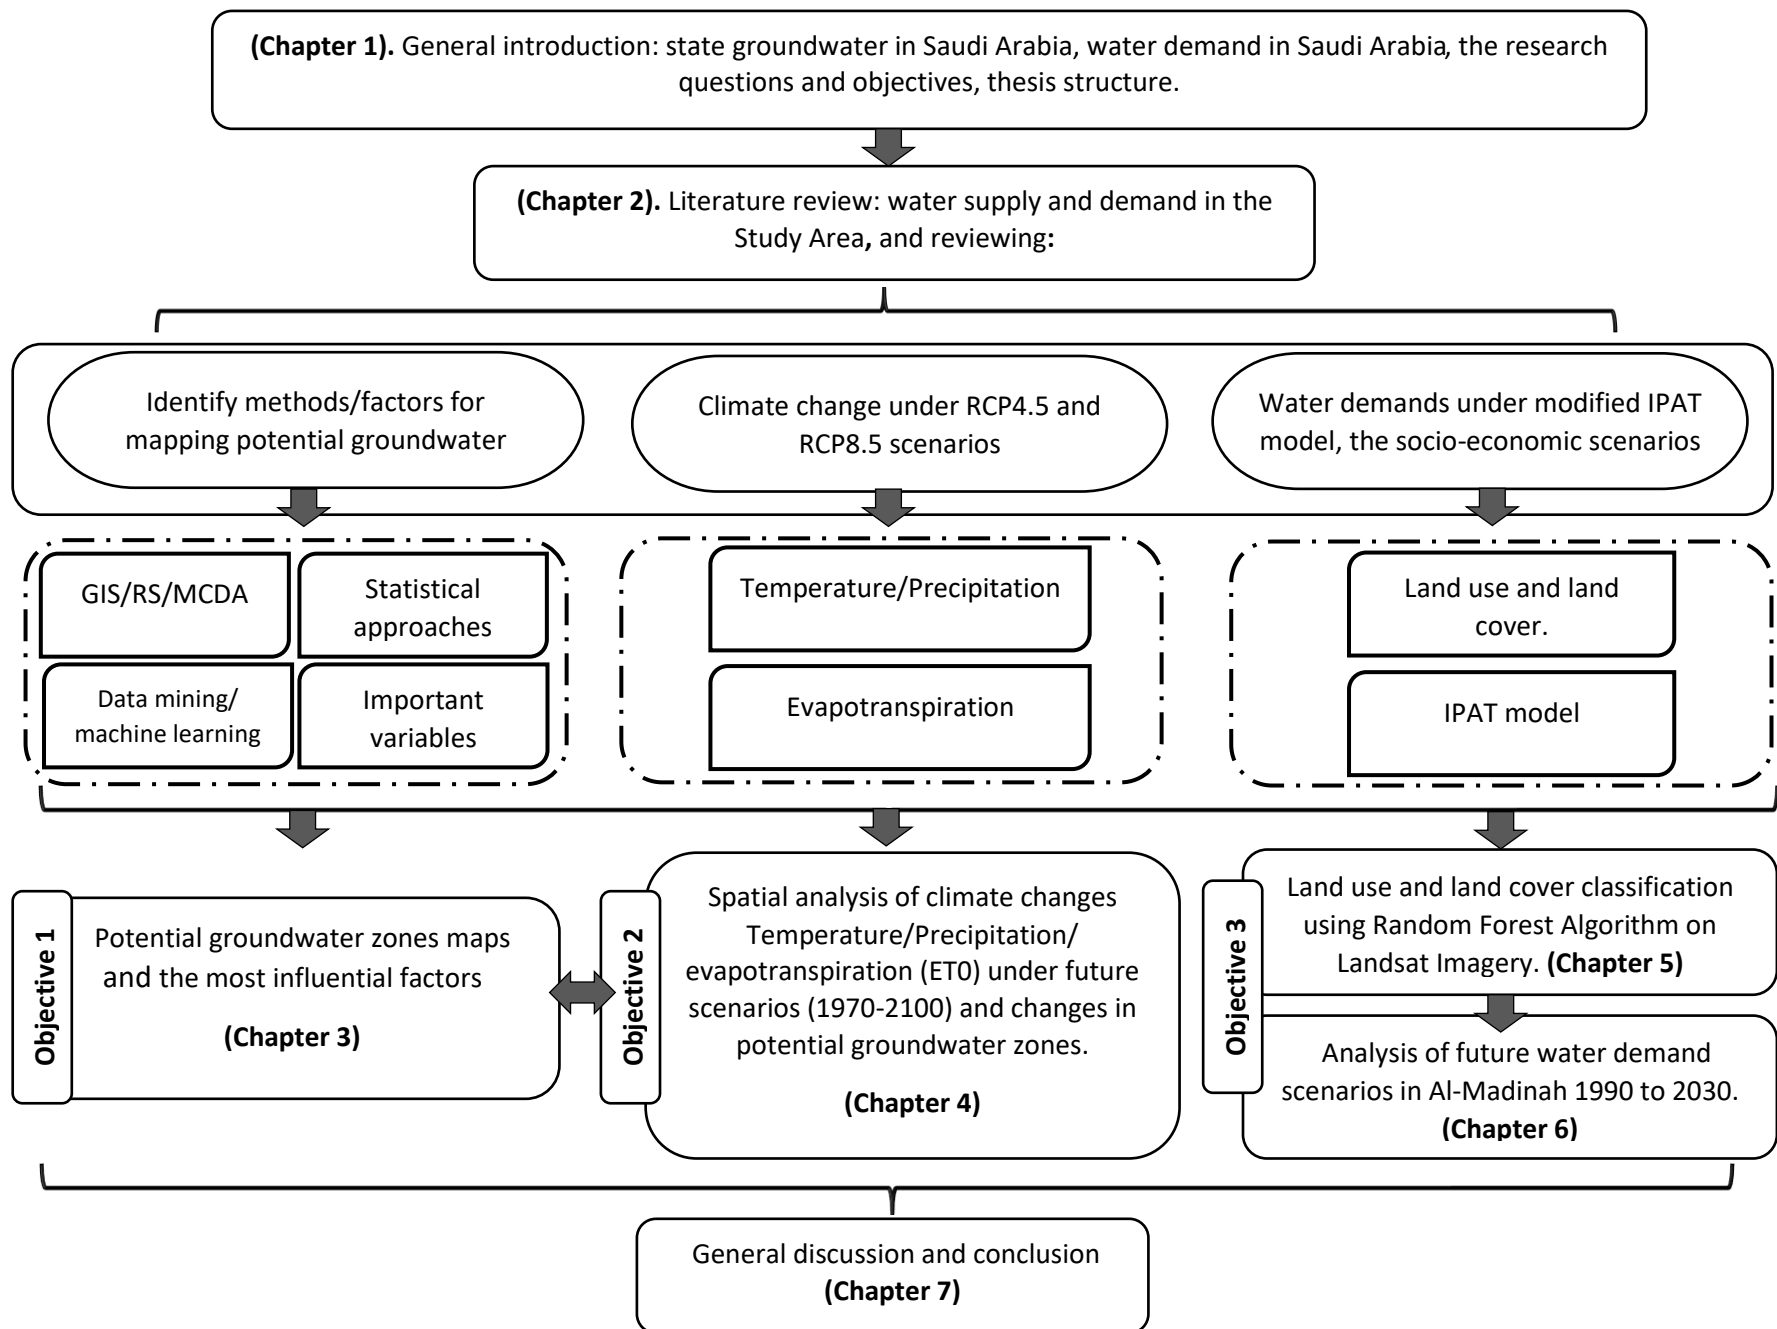 (Chapter 1). General introduction: state groundwater in Saudi Arabia, water demand in Saudi Arabia, the research
questions and objectives, thesis structure.
(Chapter 2). Literature review: water supply and demand in the
Study Area, and reviewing:
Identify methods/factors for
mapping potential groundwater
Climate change under RCP4.5 and
RCP8.5 scenarios
Water demands under modified IPAT
model, the socio-economic scenarios
GIS/RS/MCDA
Statistical
approaches
Data mining/
machine learning
Important
variables
Temperature/Precipitation
Evapotranspiration
Land use and land
cover.
IPAT model
Objective 1
Potential groundwater zones maps
and the most influential factors
(Chapter 3)
Objective 2
Spatial analysis of climate changes
Temperature/Precipitation/
evapotranspiration (ET0) under future
scenarios (1970-2100) and changes in
potential groundwater zones.
(Chapter 4)
Objective 3
Land use and land cover classification
using Random Forest Algorithm on
Landsat Imagery. (Chapter 5)
Analysis of future water demand
scenarios in Al-Madinah 1990 to 2030.
(Chapter 6)
General discussion and conclusion
(Chapter 7)